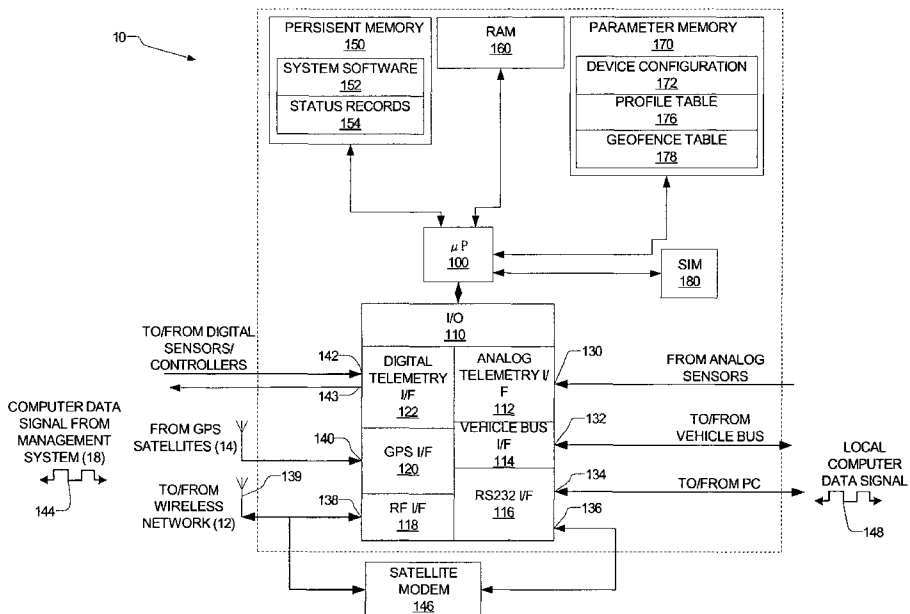 10
PERSISENT MEMORY
150
SYSTEM SOFTWARE
152
STATUS RECORDS
154
RAM
160
PARAMETER MEMORY
170
DEVICE CONFIGURATION
172
PROFILE TABLE
176
GEOFENCE TABLE
178
μP
100
SIM
180
I/O
110
TO/FROM DIGITAL
SENSORS/
CONTROLLERS
142
143
DIGITAL
TELEMETRY
I/F
122
ANALOG
TELEMETRY I/
F
112
130
FROM ANALOG
SENSORS
COMPUTER DATA
SIGNAL FROM
MANAGEMENT
SYSTEM (18)
144
FROM GPS
SATELLITES (14)
140
GPS I/F
120
VEHICLE BUS
I/F
114
132
TO/FROM
VEHICLE BUS
139
TO/FROM
WIRELESS
NETWORK (12)
138
RF I/F
118
RS232 I/F
116
134
136
TO/FROM PC
LOCAL
COMPUTER
DATA SIGNAL
148
SATELLITE
MODEM
146